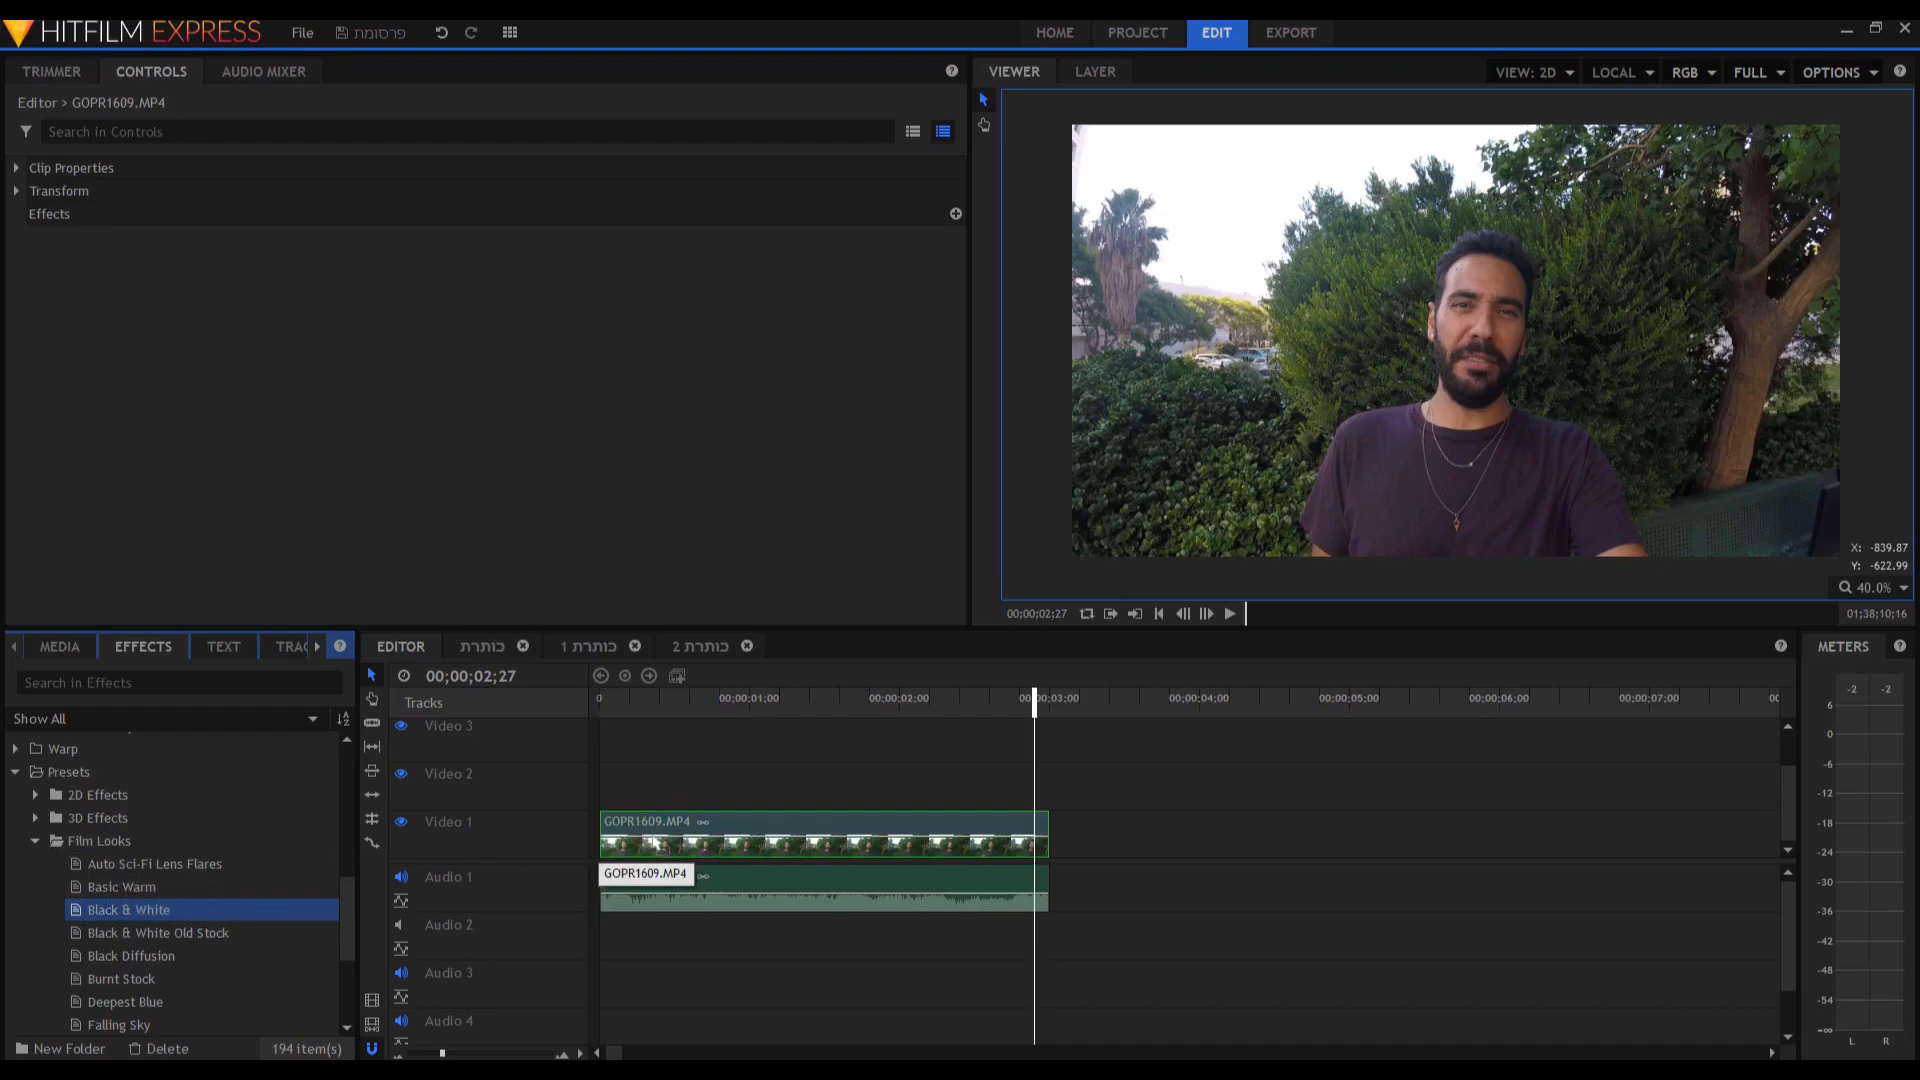 HITFILM EXPRESS
File
פרסומת
HOME
PROJECT
EDIT
EXPORT
TRIMMER
CONTROLS
AUDIO MIXER
VIEWER
LAYER
VIEW: 2D
LOCAL
RGB
FULL
OPTIONS
Editor > GOPR1609.MP4
Search in Controls
Clip Properties
Transform
Effects
X: -839.87
Y: -622.99
40.0%
00;00;02;27
01;38;10;16
MEDIA
EFFECTS
TEXT
TRAC
EDITOR
כותרת
כותרת 1
כותרת 2
METERS
Search in Effects
00;00;02;27
Show All
Tracks
0
00;00;01;00
00;00;02;00
00;00;03;00
00;00;04;00
00;00;05;00
00;00;06;00
00;00;07;00
00
Warp
Presets
2D Effects
3D Effects
Film Looks
Auto Sci-Fi Lens Flares
Basic Warm
Black & White
Black & White Old Stock
Black Diffusion
Burnt Stock
Deepest Blue
Falling Sky
New Folder
Delete
194 item(s)
Video 3
Video 2
Video 1
GOPR1609.MP4
GOPR1609.MP4
Audio 1
Audio 2
Audio 3
Audio 4
-2 -2
6
0
-6
-12
-18
-24
-30
-36
-42
-48
-54
-∞
L R